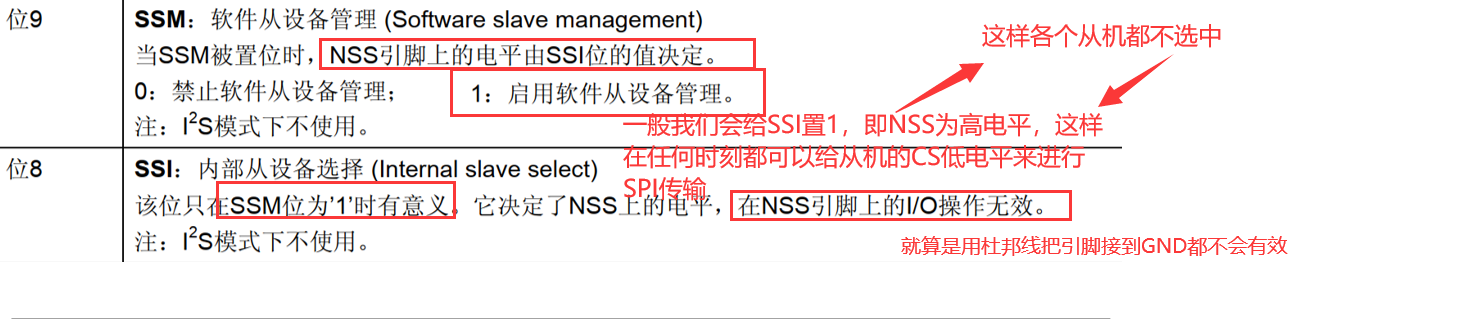 位9
SSM：软件从设备管理 (Software slave management)
这样各个从机都不选中
当SSM被置位时，NSS引脚上的电平由SSI位的值决定。
0：禁止软件从设备管理； 1：启用软件从设备管理。
注：I²S模式下不使用。
一般我们会给SSI置1，即NSS为高电平，这样
在任何时刻都可以给从机的CS低电平来进行
SPI传输
位8
SSI：内部从设备选择 (Internal slave select)
该位只在SSM位为'1'时有意义。它决定了NSS上的电平，在NSS引脚上的I/O操作无效。
注：I²S模式下不使用。
就算是用杜邦线把引脚接到GND都不会有效